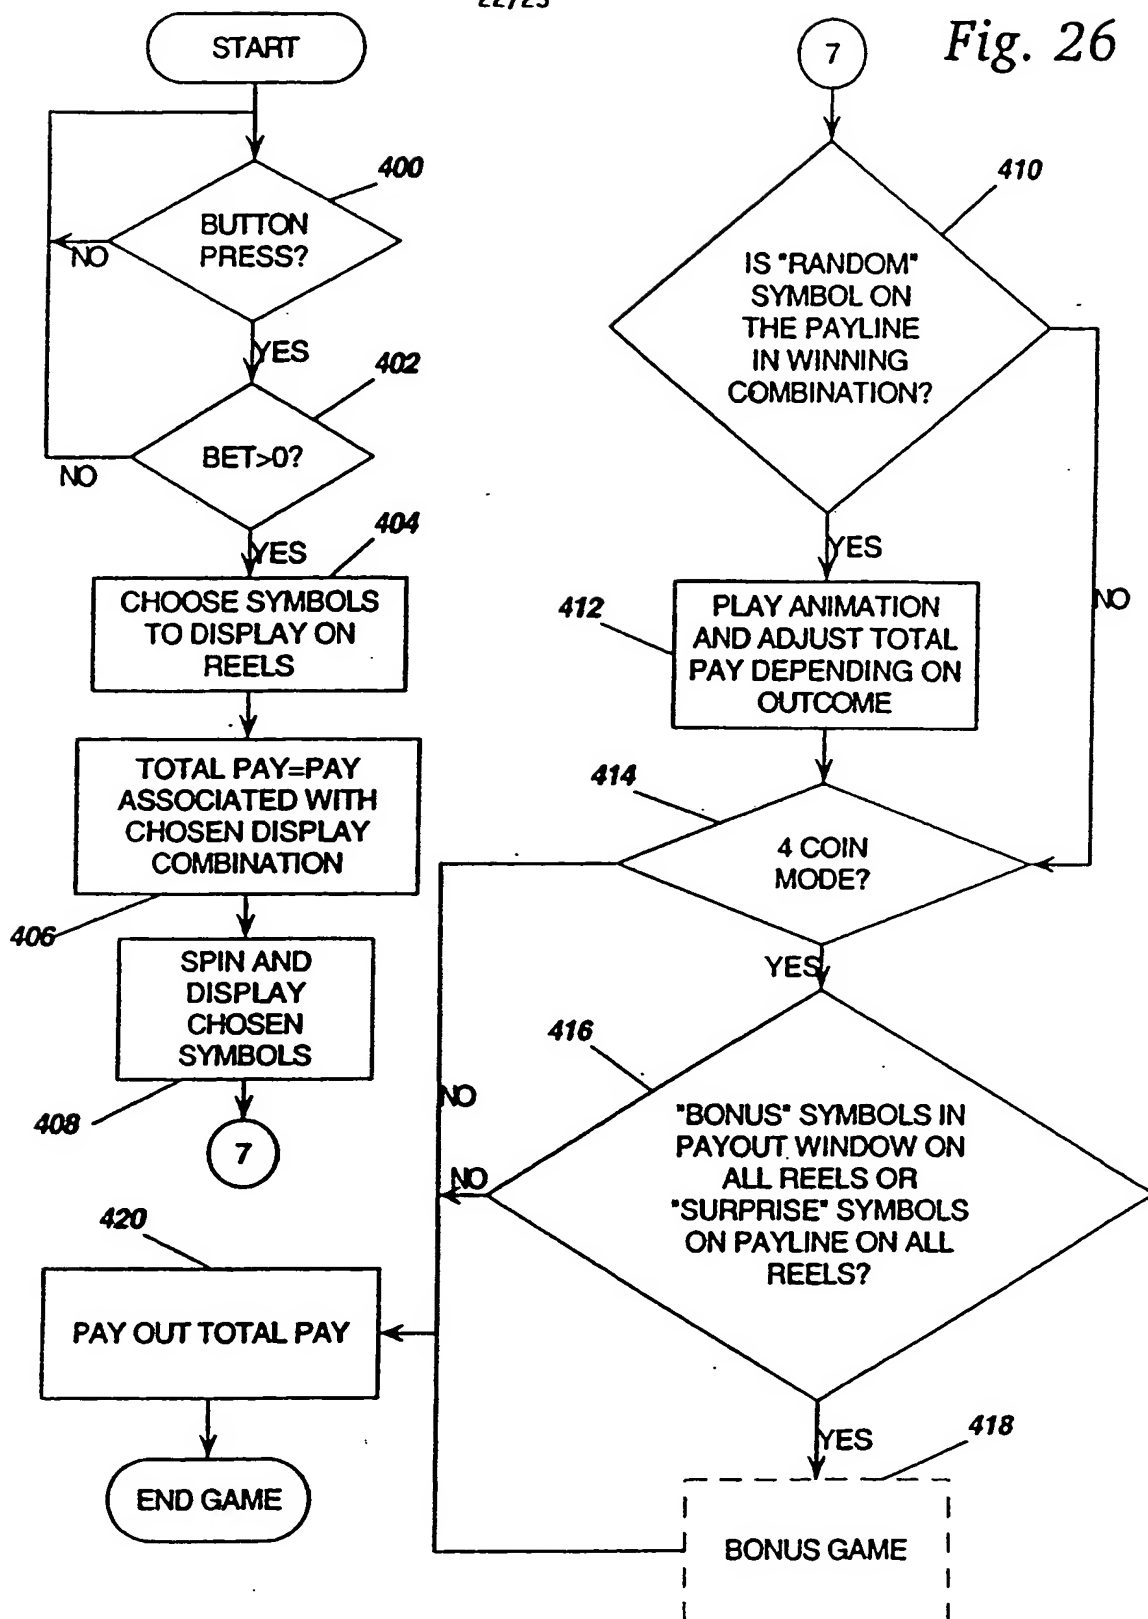 22/23
Fig. 26
START
400
BUTTON
PRESS?
NO
YES
402
BET>0?
NO
YES
404
CHOOSE SYMBOLS
TO DISPLAY ON
REELS
TOTAL PAY=PAY
ASSOCIATED WITH
CHOSEN DISPLAY
COMBINATION
406
SPIN AND
DISPLAY
CHOSEN
SYMBOLS
408
7
420
PAY OUT TOTAL PAY
END GAME
7
410
IS "RANDOM"
SYMBOL ON
THE PAYLINE
IN WINNING
COMBINATION?
YES
NO
412
PLAY ANIMATION
AND ADJUST TOTAL
PAY DEPENDING ON
OUTCOME
414
4 COIN
MODE?
YES
NO
416
"BONUS" SYMBOLS IN
PAYOUT WINDOW ON
ALL REELS OR
"SURPRISE" SYMBOLS
ON PAYLINE ON ALL
REELS?
NO
YES
418
BONUS GAME